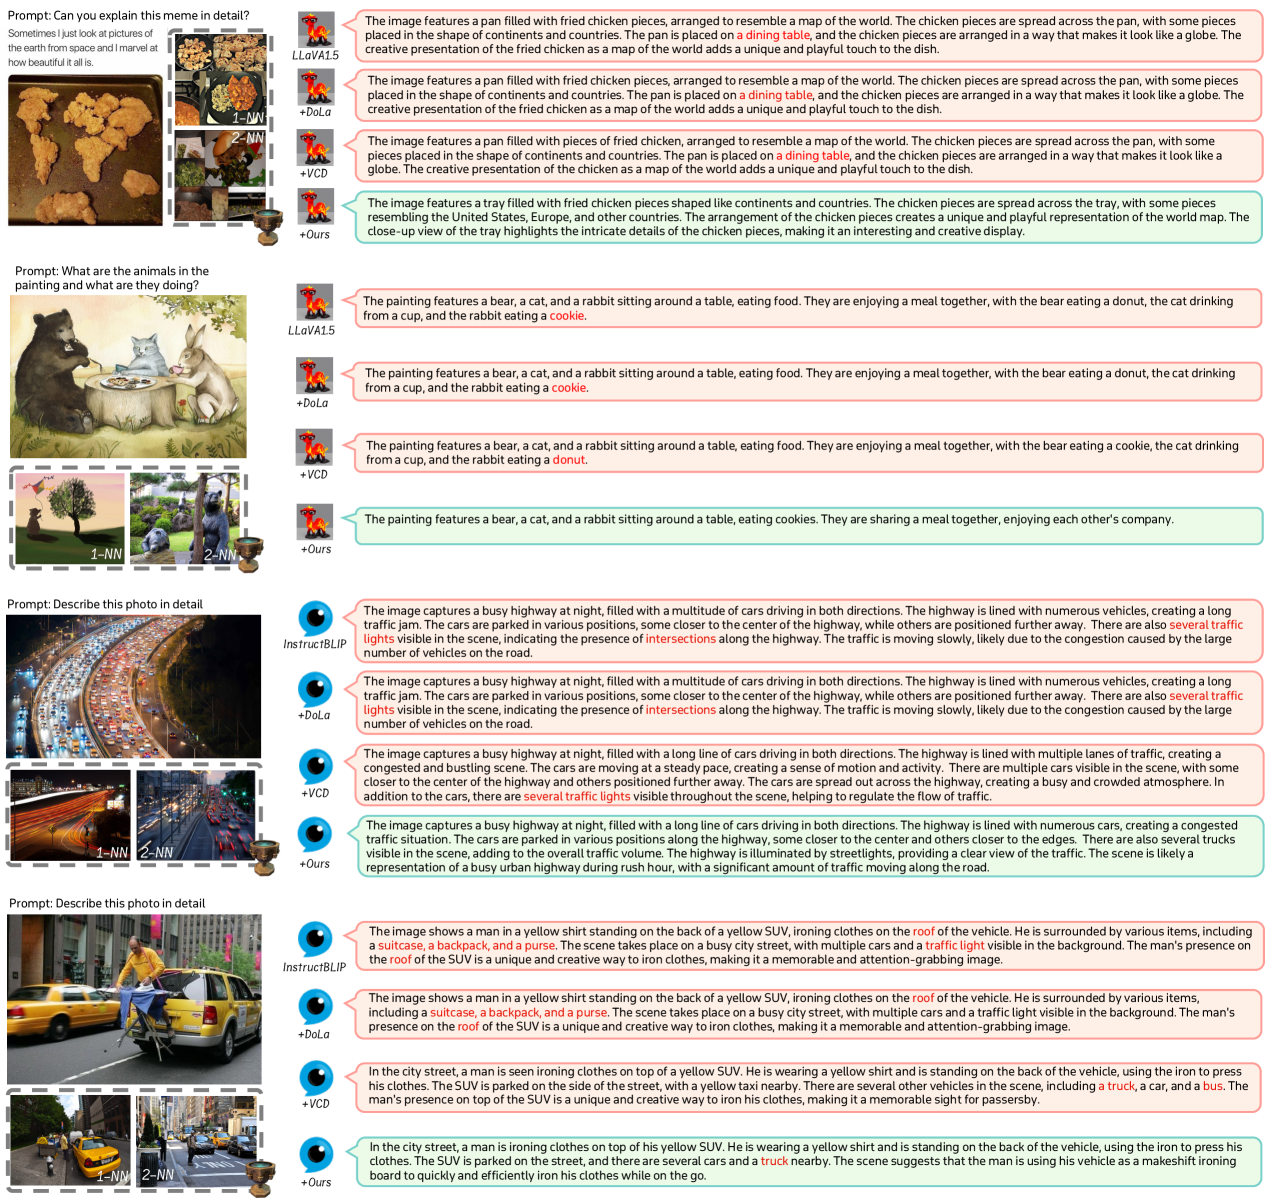 Prompt: Can you explain this meme in detail?
Sometimes I just look at pictures of
the earth from space and I marvel at
how beautiful it all is.
1-NN
2-NN
LLaVA1.5
The image features a pan filled with fried chicken pieces, arranged to resemble a map of the world. The chicken pieces are spread across the pan, with some pieces
placed in the shape of continents and countries. The pan is placed on a dining table, and the chicken pieces are arranged in a way that makes it look like a globe. The
creative presentation of the fried chicken as a map of the world adds a unique and playful touch to the dish.
+DoLa
The image features a pan filled with fried chicken pieces, arranged to resemble a map of the world. The chicken pieces are spread across the pan, with some pieces
placed in the shape of continents and countries. The pan is placed on a dining table, and the chicken pieces are arranged in a way that makes it look like a globe. The
creative presentation of the fried chicken as a map of the world adds a unique and playful touch to the dish.
+VCD
The image features a pan filled with pieces of fried chicken, arranged to resemble a map of the world. The chicken pieces are spread across the pan, with some
pieces placed in the shape of continents and countries. The pan is placed on a dining table, and the chicken pieces are arranged in a way that makes it look like a
globe. The creative presentation of the chicken as a map of the world adds a unique and playful touch to the dish.
+Ours
The image features a tray filled with fried chicken pieces shaped like continents and countries. The chicken pieces are spread across the tray, with some pieces
resembling the United States, Europe, and other countries. The arrangement of the chicken pieces creates a unique and playful representation of the world map. The
close-up view of the tray highlights the intricate details of the chicken pieces, making it an interesting and creative display.
Prompt: What are the animals in the
painting and what are they doing?
1-NN
2-NN
LLaVA1.5
The painting features a bear, a cat, and a rabbit sitting around a table, eating food. They are enjoying a meal together, with the bear eating a donut, the cat drinking
from a cup, and the rabbit eating a cookie.
+DoLa
The painting features a bear, a cat, and a rabbit sitting around a table, eating food. They are enjoying a meal together, with the bear eating a donut, the cat drinking
from a cup, and the rabbit eating a cookie.
+VCD
The painting features a bear, a cat, and a rabbit sitting around a table, eating food. They are enjoying a meal together, with the bear eating a cookie, the cat drinking
from a cup, and the rabbit eating a donut.
+Ours
The painting features a bear, a cat, and a rabbit sitting around a table, eating cookies. They are sharing a meal together, enjoying each other's company.
Prompt: Describe this photo in detail
1-NN
2-NN
InstructBLIP
The image captures a busy highway at night, filled with a multitude of cars driving in both directions. The highway is lined with numerous vehicles, creating a long
traffic jam. The cars are parked in various positions, some closer to the center of the highway, while others are positioned further away. There are also several traffic
lights visible in the scene, indicating the presence of intersections along the highway. The traffic is moving slowly, likely due to the congestion caused by the large
number of vehicles on the road.
+DoLa
The image captures a busy highway at night, filled with a multitude of cars driving in both directions. The highway is lined with numerous vehicles, creating a long
traffic jam. The cars are parked in various positions, some closer to the center of the highway, while others are positioned further away. There are also several traffic
lights visible in the scene, indicating the presence of intersections along the highway. The traffic is moving slowly, likely due to the congestion caused by the large
number of vehicles on the road.
+VCD
The image captures a busy highway at night, filled with a long line of cars driving in both directions. The highway is lined with multiple lanes of traffic, creating a
congested and bustling scene. The cars are moving at a steady pace, creating a sense of motion and activity. There are multiple cars visible in the scene, with some
closer to the center of the highway and others positioned further away. The cars are spread out across the highway, creating a busy and crowded atmosphere. In
addition to the cars, there are several traffic lights visible throughout the scene, helping to regulate the flow of traffic.
+Ours
The image captures a busy highway at night, filled with a long line of cars driving in both directions. The highway is lined with numerous cars, creating a congested
traffic situation. The cars are parked in various positions along the highway, some closer to the center and others closer to the edges. There are also several trucks
visible in the scene, adding to the overall traffic volume. The highway is illuminated by streetlights, providing a clear view of the traffic. The scene is likely a
representation of a busy urban highway during rush hour, with a significant amount of traffic moving along the road.
Prompt: Describe this photo in detail
1-NN
2-NN
InstructBLIP
The image shows a man in a yellow shirt standing on the back of a yellow SUV, ironing clothes on the roof of the vehicle. He is surrounded by various items, including
a suitcase, a backpack, and a purse. The scene takes place on a busy city street, with multiple cars and a traffic light visible in the background. The man's presence on
the roof of the SUV is a unique and creative way to iron clothes, making it a memorable and attention-grabbing image.
+DoLa
The image shows a man in a yellow shirt standing on the back of a yellow SUV, ironing clothes on the roof of the vehicle. He is surrounded by various items,
including a suitcase, a backpack, and a purse. The scene takes place on a busy city street, with multiple cars and a traffic light visible in the background. The man's
presence on the roof of the SUV is a unique and creative way to iron clothes, making it a memorable and attention-grabbing image.
+VCD
In the city street, a man is seen ironing clothes on top of a yellow SUV. He is wearing a yellow shirt and is standing on the back of the vehicle, using the iron to press
his clothes. The SUV is parked on the side of the street, with a yellow taxi nearby. There are several other vehicles in the scene, including a truck, a car, and a bus. The
man's presence on top of the SUV is a unique and creative way to iron his clothes, making it a memorable sight for passersby.
+Ours
In the city street, a man is ironing clothes on top of his yellow SUV. He is wearing a yellow shirt and is standing on the back of the vehicle, using the iron to press his
clothes. The SUV is parked on the street, and there are several cars and a truck nearby. The scene suggests that the man is using his vehicle as a makeshift ironing
board to quickly and efficiently iron his clothes while on the go.